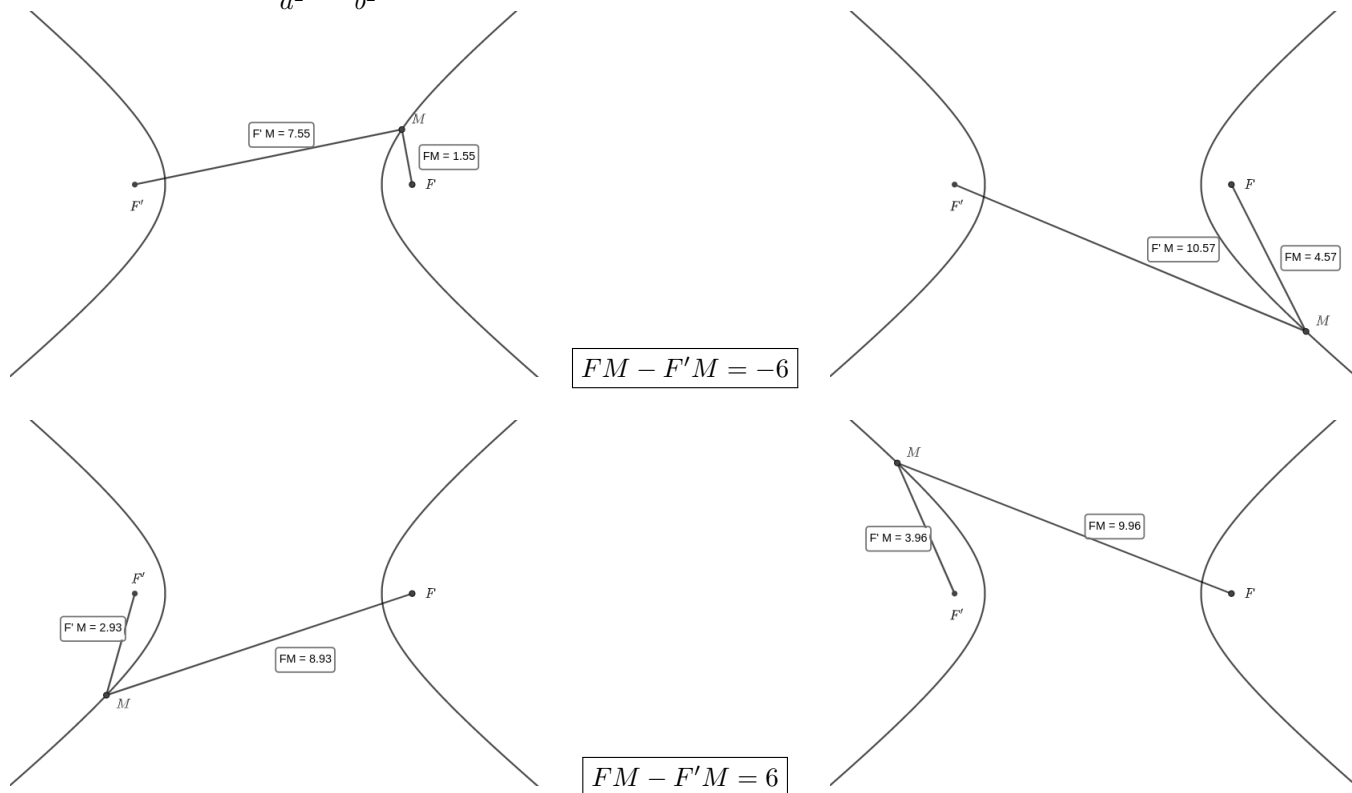 M
F' M = 7.55
FM = 1.55
F
F'
F
F'
F' M = 10.57
FM = 4.57
M
FM − F'M = −6
M
F' M = 3.96
FM = 9.96
F'
F
F' M = 2.93
F'
F
FM = 8.93
M
FM − F'M = 6